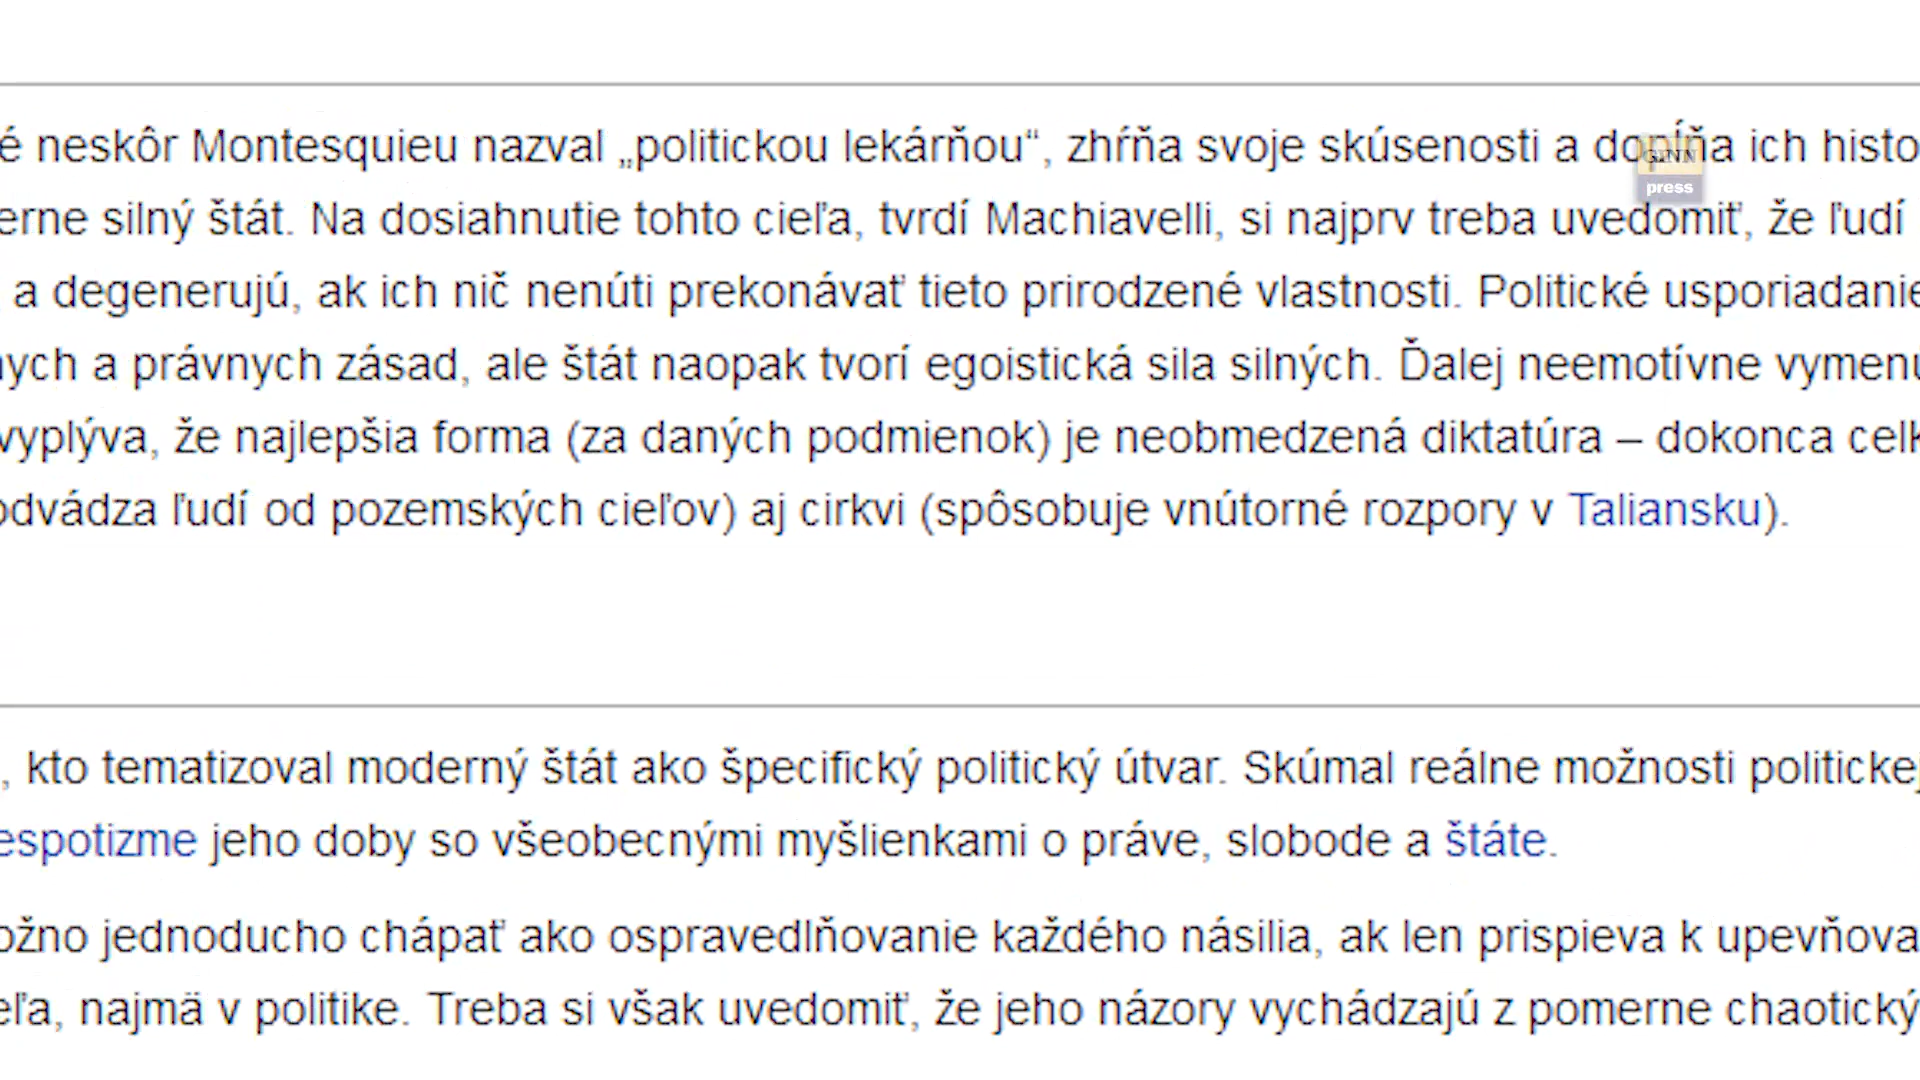 é neskôr Montesquieu nazval „politickou lekárňou“, zhŕňa svoje skúsenosti a dopĺňa ich histo
GINN
press
erne silný štát. Na dosiahnutie tohto cieľa, tvrdí Machiavelli, si najprv treba uvedomiť, že ľudí
a degenerujú, ak ich nič nenúti prekonávať tieto prirodzené vlastnosti. Politické usporiadanie
nych a právnych zásad, ale štát naopak tvorí egoistická sila silných. Ďalej neemotívne vymenú
vyplýva, že najlepšia forma (za daných podmienok) je neobmedzená diktatúra – dokonca celk
odvádza ľudí od pozemských cieľov) aj cirkvi (spôsobuje vnútorné rozpory v Taliansku).
, kto tematizoval moderný štát ako špecifický politický útvar. Skúmal reálne možnosti politickej
espotizme jeho doby so všeobecnými myšlienkami o práve, slobode a štáte.
ožno jednoducho chápať ako ospravedlňovanie každého násilia, ak len prispieva k upevňova
eľa, najmä v politike. Treba si však uvedomiť, že jeho názory vychádzajú z pomerne chaotický